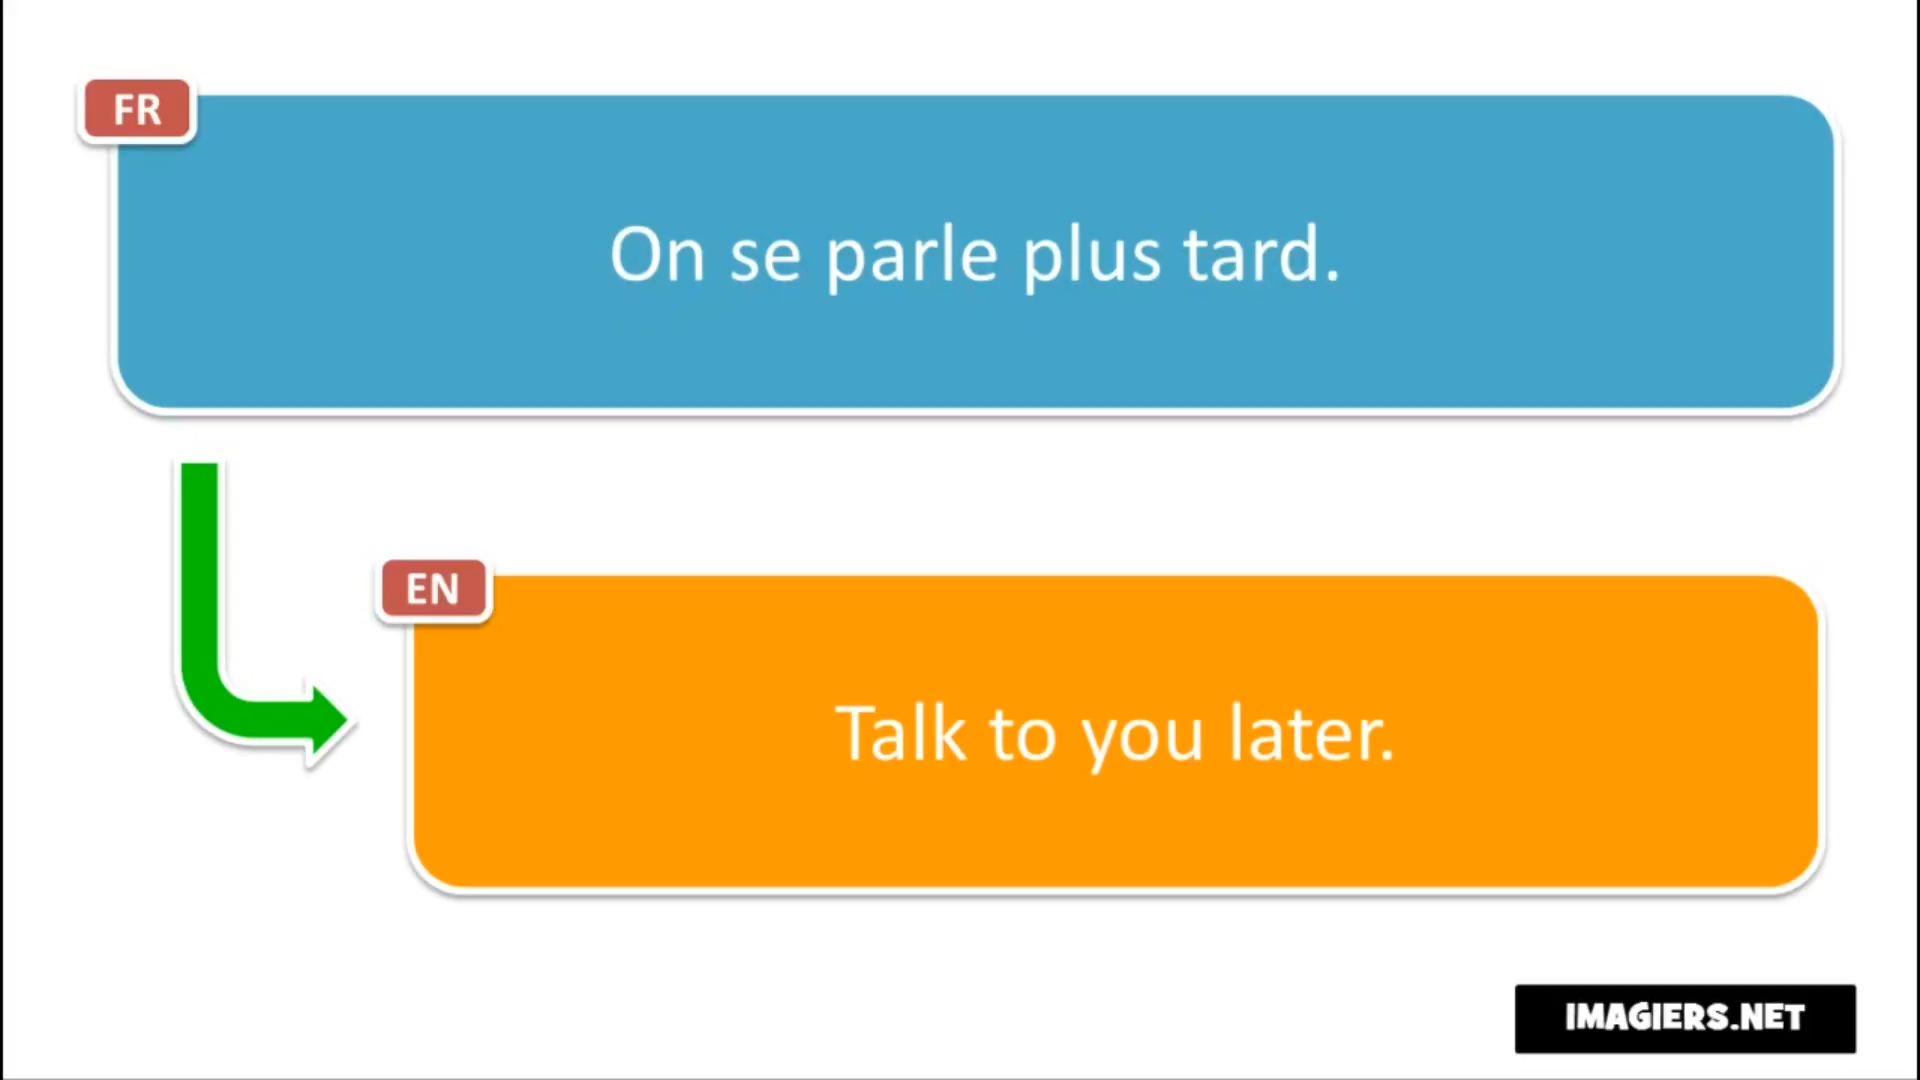 FR
On se parle plus tard.
EN
Talk to you later.
IMAGIERS.NET